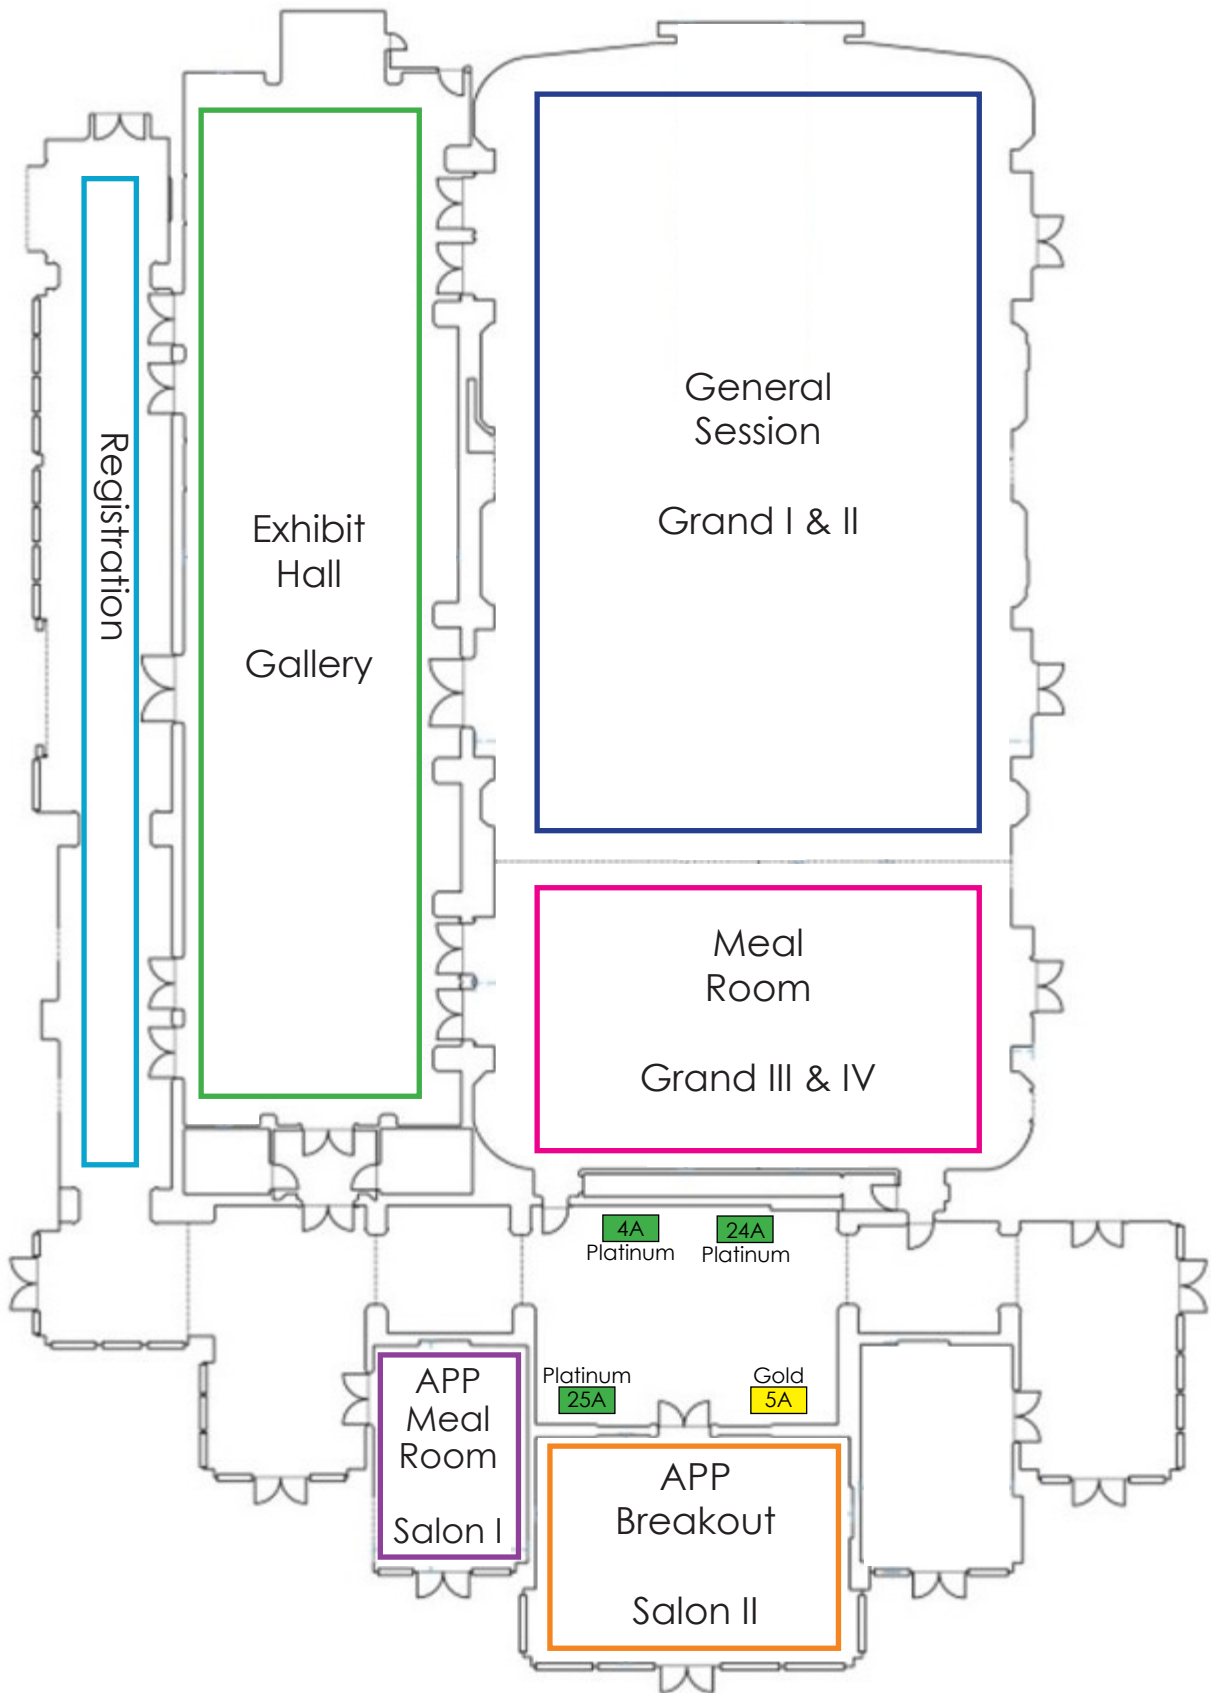 General
Session
Grand I & II
Registration
Exhibit
Hall
Gallery
Meal
Room
Grand III & IV
4A
Platinum
24A
Platinum
Platinum
25A
Gold
5A
APP
Meal
Room
Salon I
APP
Breakout
Salon II